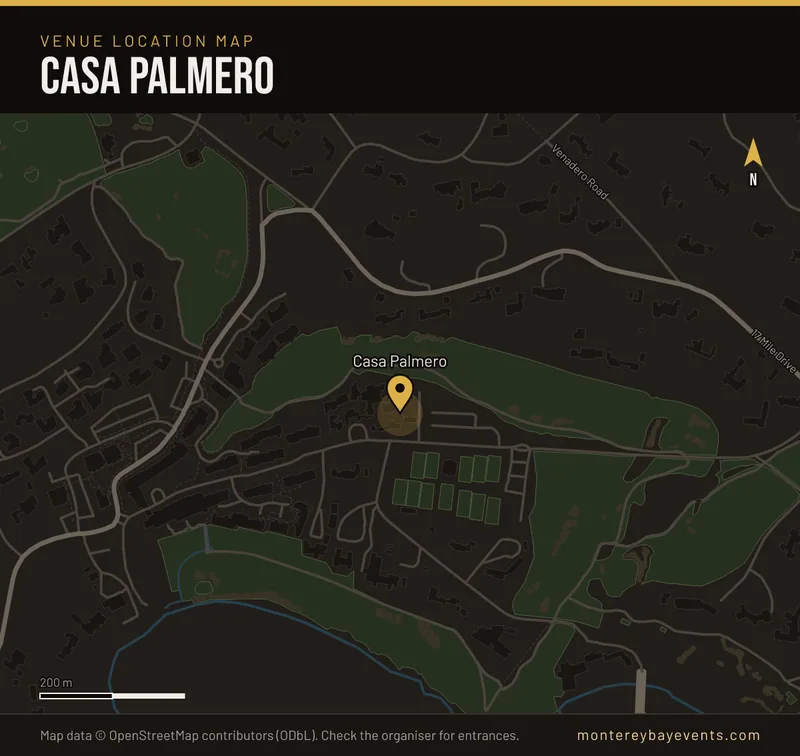 VENUE LOCATION MAP
CASA PALMERO
Venadero Road
N
17 Mile Drive
Casa Palmero
200 m
Map data © OpenStreetMap contributors (ODbL). Check the organiser for entrances.
montereybayevents.com